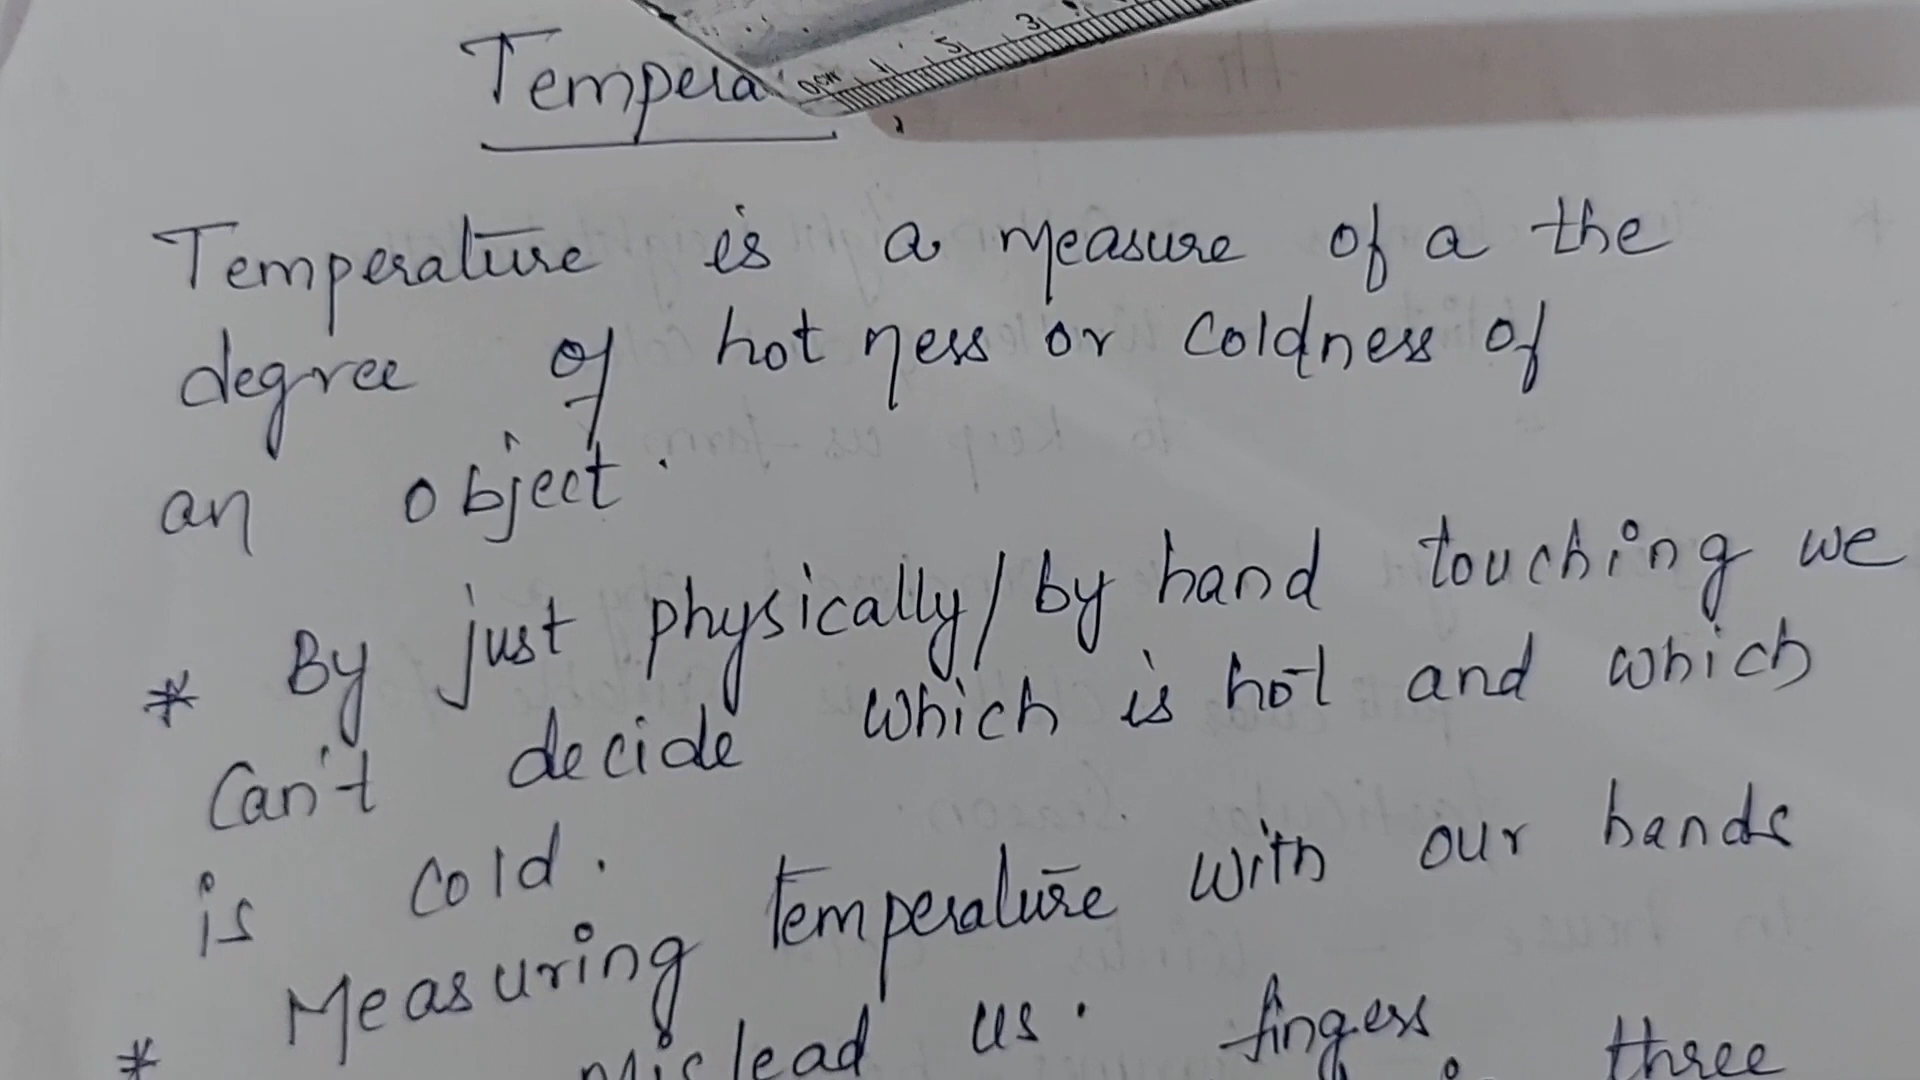 Tempera
Temperature is a measure of a the
degree of hot ness or coldness of
an object.
* By just physically/by hand touching we
Can't decide which is hot and which
is cold.
* Measuring temperature with our hands
mislead us. fingers three